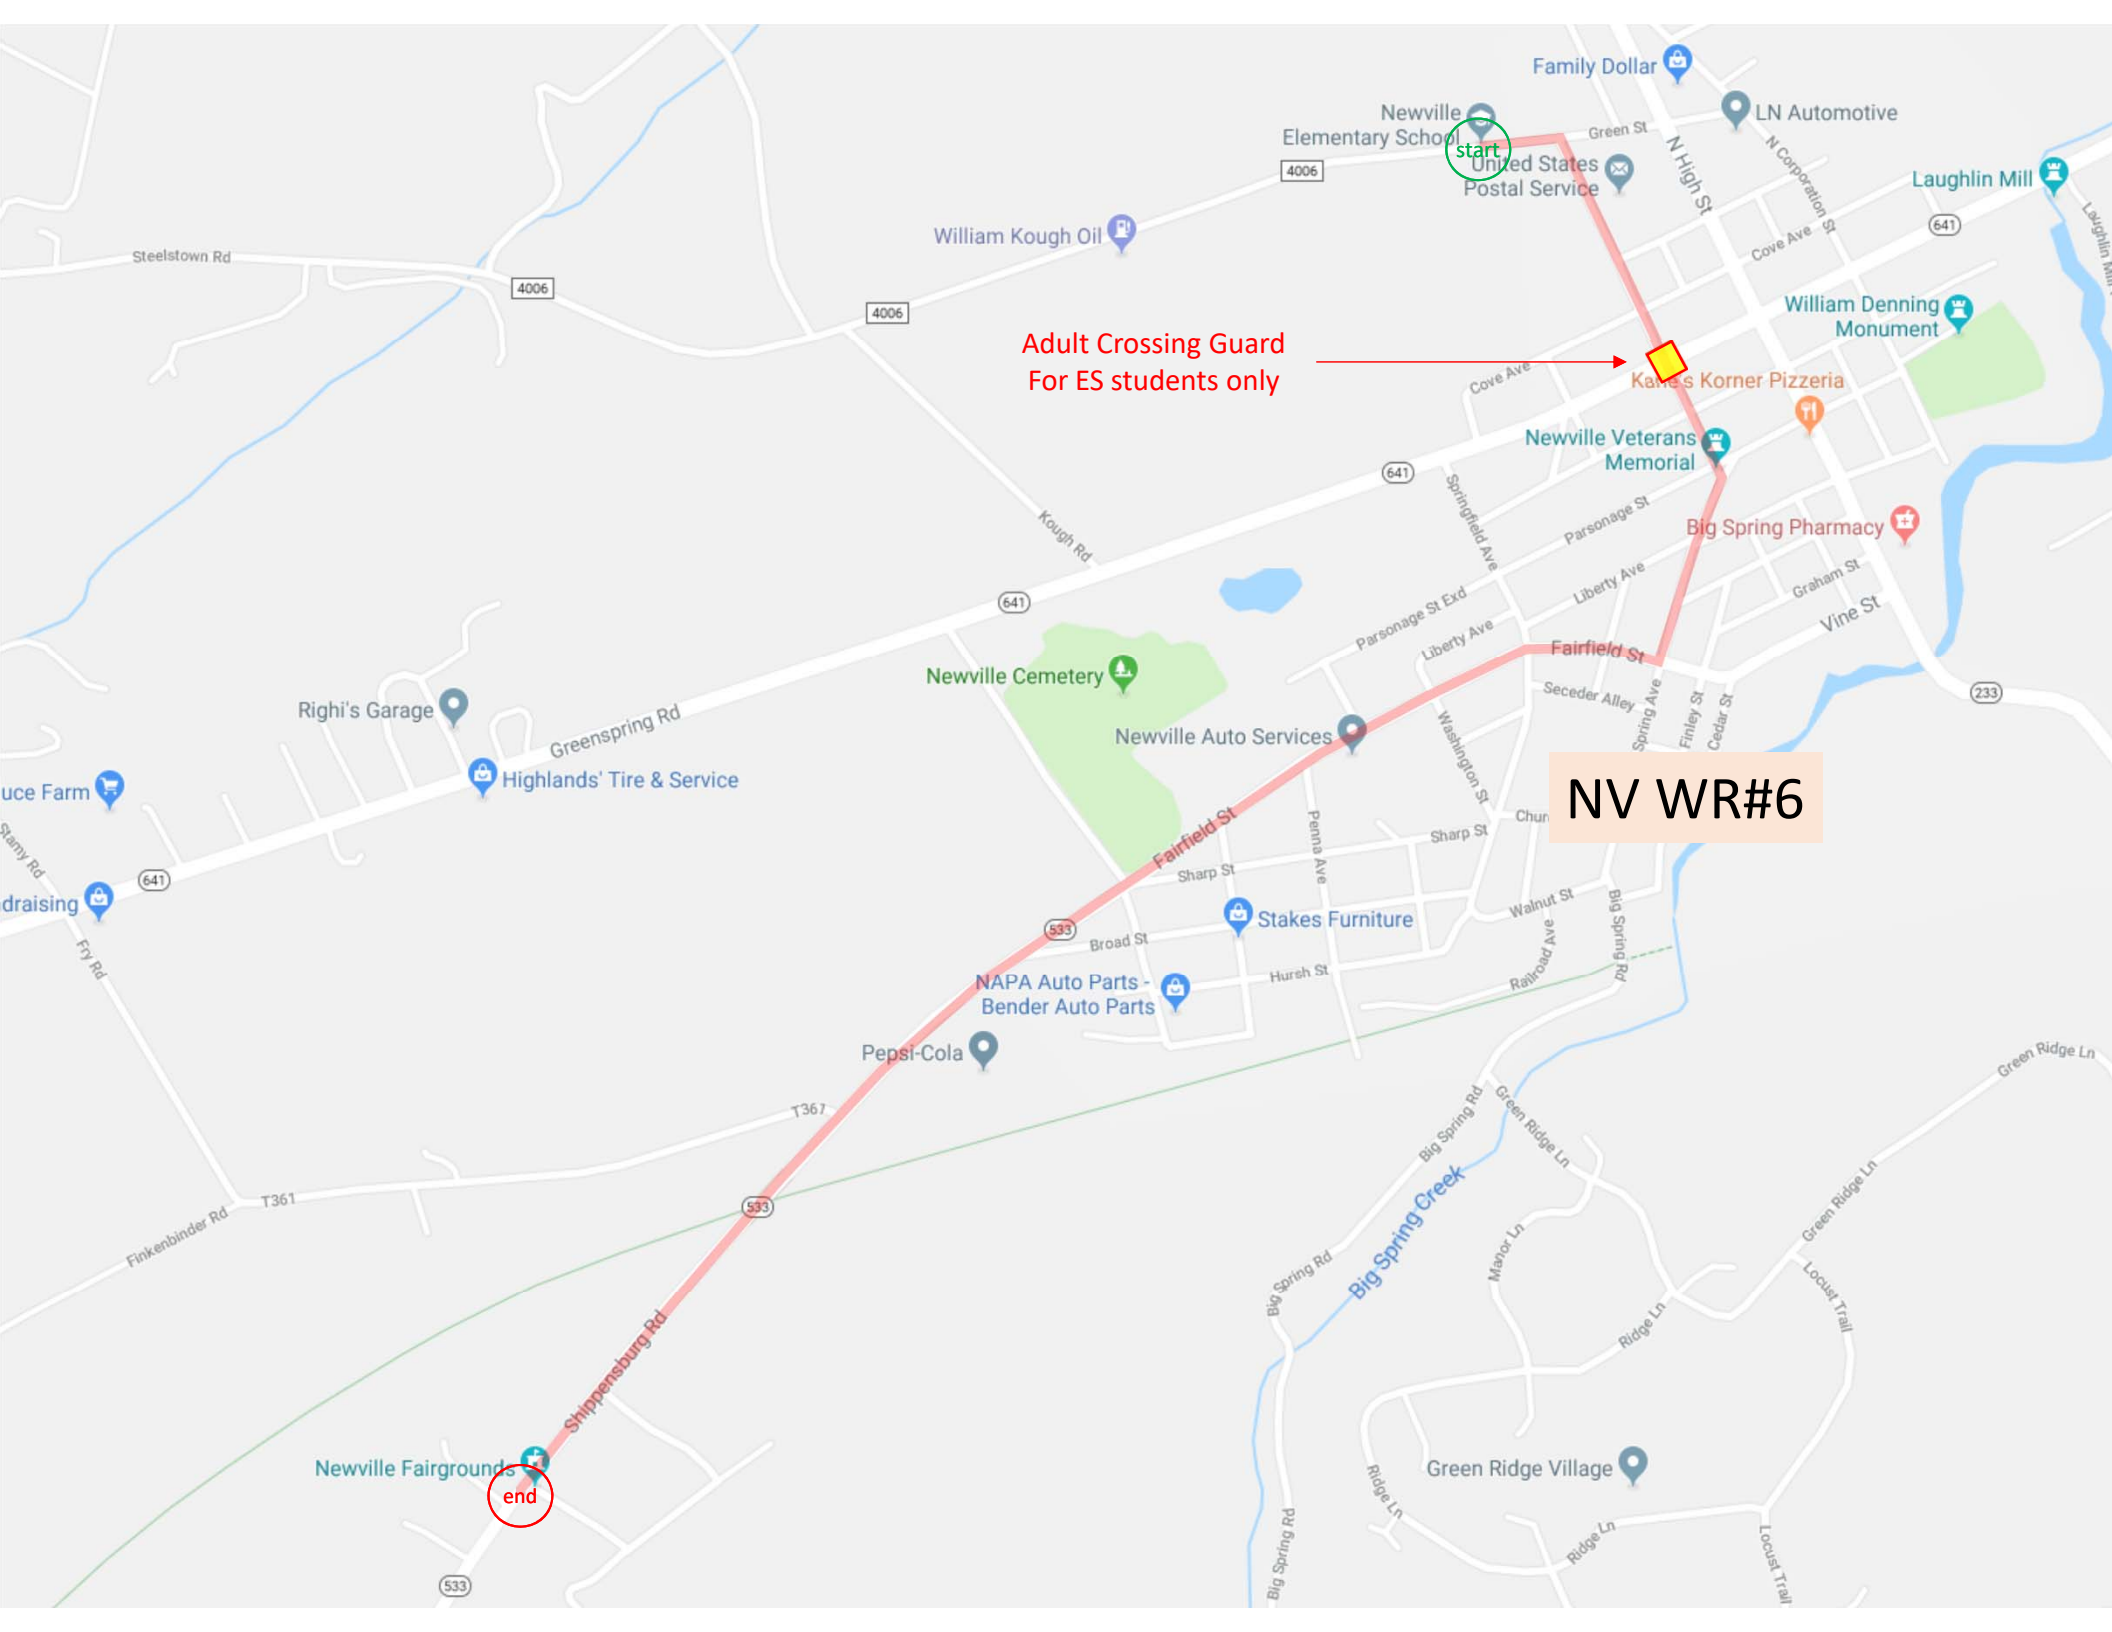 Family Dollar
LN Automotive
Newville
Elementary School
start
Green St
United States
Postal Service
4006
N High St
N Corporation St
Laughlin Mill
641
Cove Ave
William Kough Oil
Steelstown Rd
4006
4006
William Denning
Monument
Adult Crossing Guard
For ES students only
Korner Pizzeria
Cove Ave
Newville Veterans
Memorial
641
Springfield Ave
Parsonage St
Big Spring Pharmacy
Kough Rd
Liberty Ave
Graham St
Vine St
641
Parsonage St Exd
Liberty Ave
Fairfield St
Newville Cemetery
Seceder Alley
233
Righi's Garage
Greenspring Rd
Newville Auto Services
Washington St
Spring Ave
Finley St
Cedar St
Highlands' Tire & Service
uce Farm
NV WR#6
Fairfield St
Penna Ave
Sharp St
Chur
Stamy Rd
641
Sharp St
draising
Stakes Furniture
Walnut St
Big Spring Rd
533
Broad St
Fry Rd
Hursh St
Railroad Ave
NAPA Auto Parts -
Bender Auto Parts
Pepsi-Cola
Green Ridge Ln
T361
Big Spring Rd
Green Ridge Ln
T361
533
Finkenbinder Rd
Big Spring Creek
Green Ridge Ln
Manor Ln
Big Spring Rd
Locust Trail
Ridge Ln
Shippensburg Rd
Newville Fairgrounds
end
Green Ridge Village
Ridge Ln
Big Spring Rd
Ridge Ln
Locust Trail
533